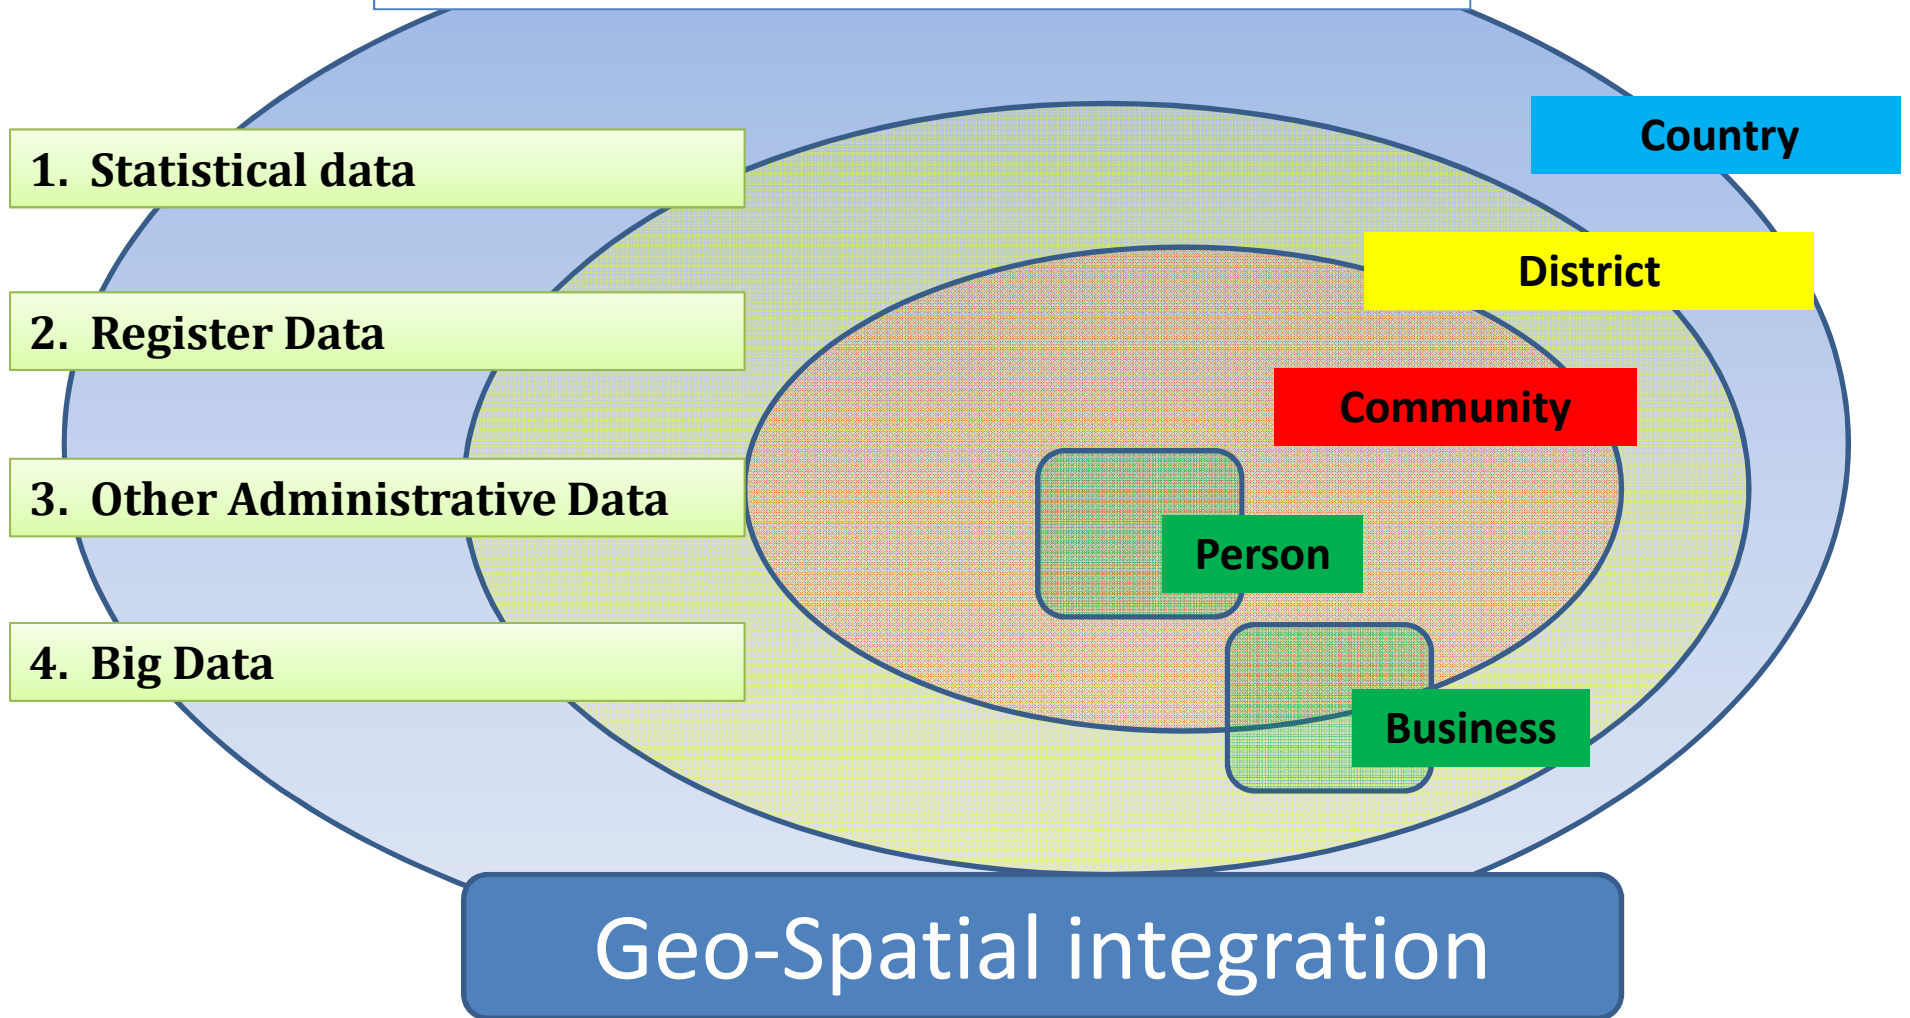 1. Statistical data
2. Register Data
3. Other Administrative Data
4. Big Data
Country
District
Community
Person
Business
Geo-Spatial integration